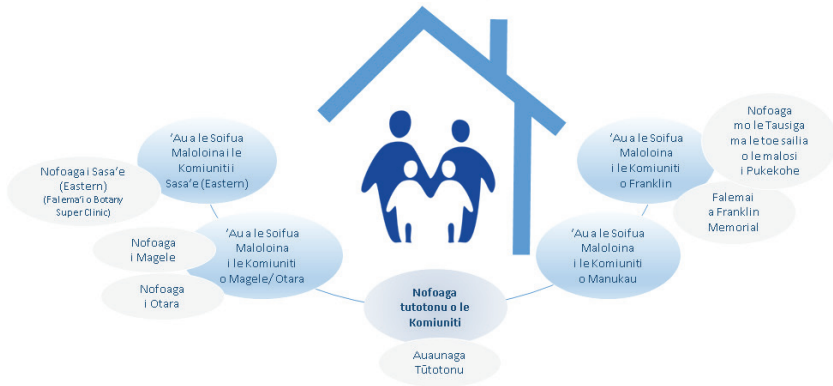 'Au a le Soifua
Maloloina i le
Komiuniti i
Sasa'e (Eastern)
Nofoaga i Sasa'e
(Eastern)
(Falema'i o Botany
Super Clinic)
'Au a le Soifua
Maloloina
i le Komiuniti
o Magele/Otara
Nofoaga
i Magele
Nofoaga
i Otara
Nofoaga
tutotonu o le
Komiuniti
Auaunaga
Tūtotonu
'Au a le Soifua
Maloloina
i le Komiuniti
o Manukau
'Au a le Soifua
Maloloina
i le Komiuniti
o Franklin
Nofoaga
mo le Tausiga
ma le toe sailia
o le malosi
i Pukekohe
Falemai
a Franklin
Memorial